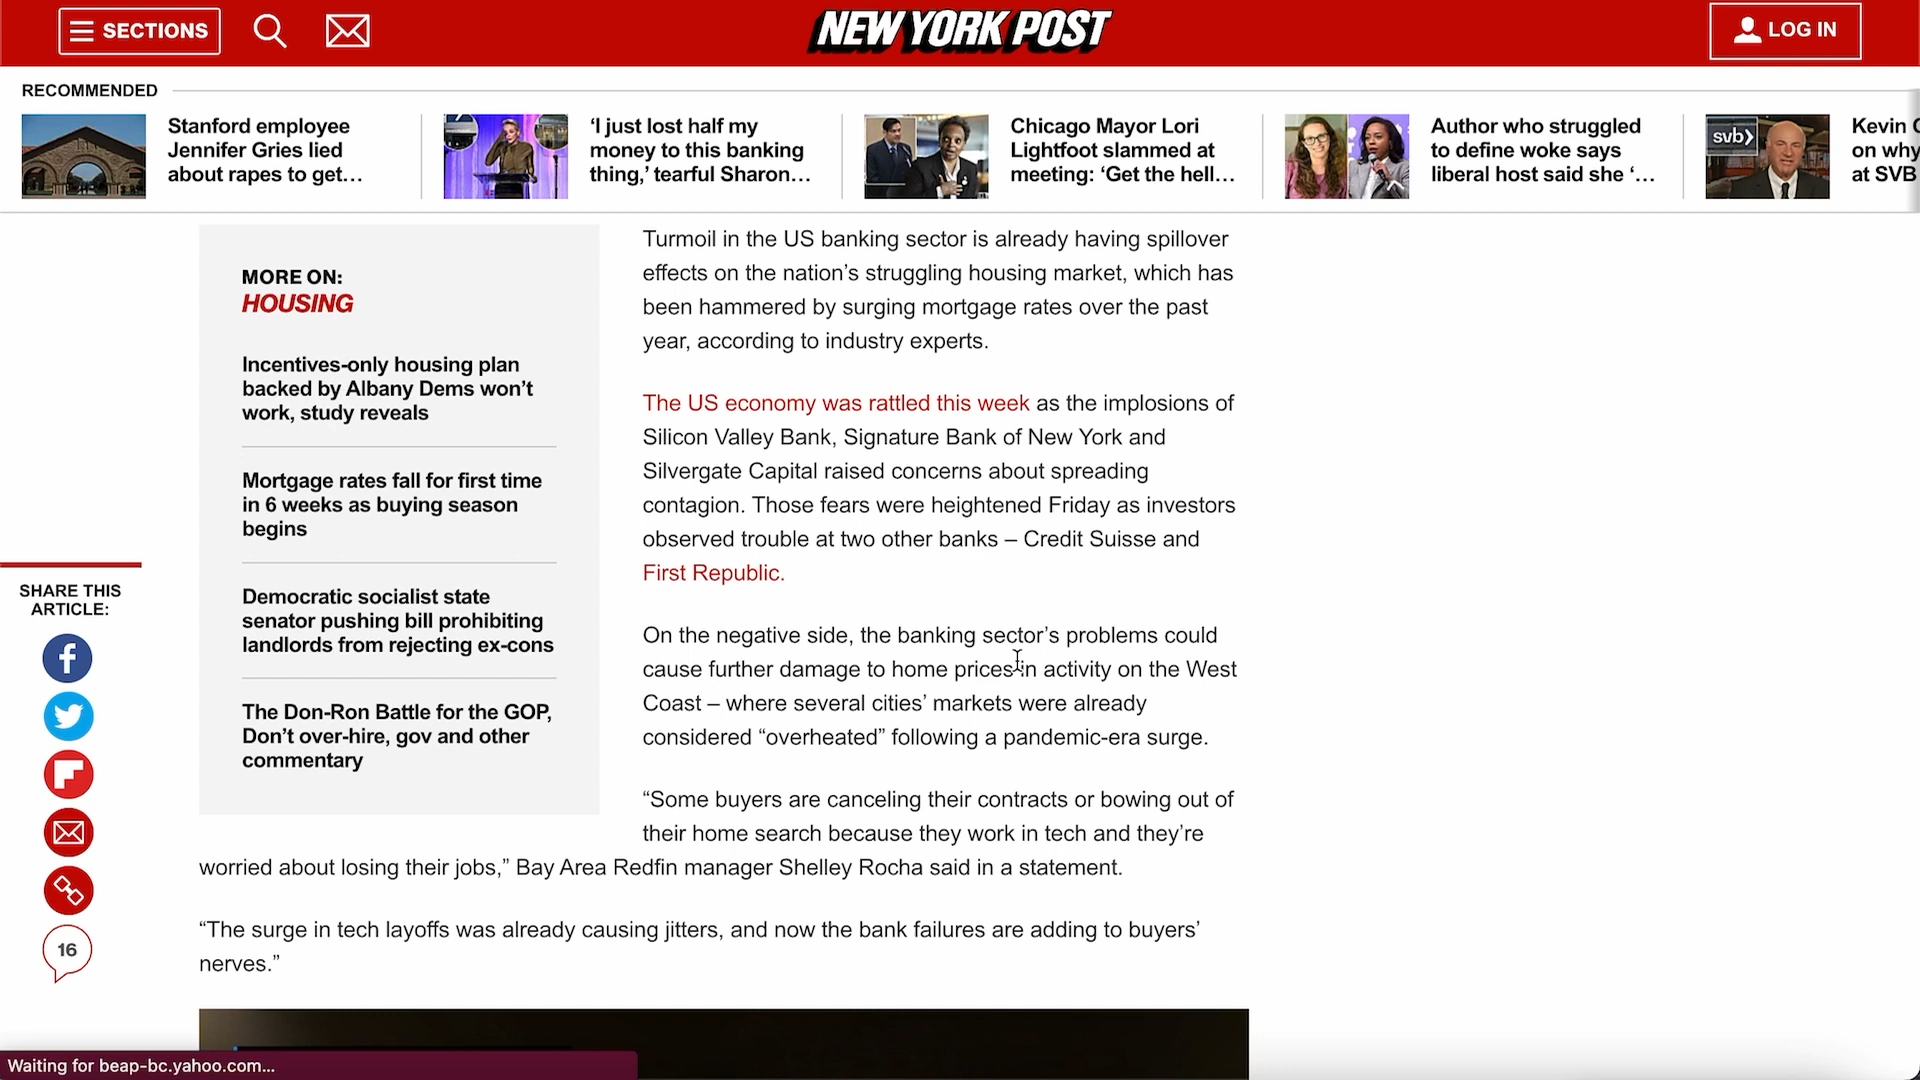 SECTIONS
NEW YORK POST
LOG IN
RECOMMENDED
Stanford employee
Jennifer Gries lied
about rapes to get...
'I just lost half my
money to this banking
thing,' tearful Sharon...
Chicago Mayor Lori
Lightfoot slammed at
meeting: 'Get the hell...
Author who struggled
to define woke says
liberal host said she '...
svb>
Kevin
on why
at SVB
MORE ON:
HOUSING
Incentives-only housing plan
backed by Albany Dems won't
work, study reveals
Mortgage rates fall for first time
in 6 weeks as buying season
begins
Democratic socialist state
senator pushing bill prohibiting
landlords from rejecting ex-cons
The Don-Ron Battle for the GOP,
Don't over-hire, gov and other
commentary
SHARE THIS
ARTICLE:
16
Turmoil in the US banking sector is already having spillover
effects on the nation's struggling housing market, which has
been hammered by surging mortgage rates over the past
year, according to industry experts.
The US economy was rattled this week as the implosions of
Silicon Valley Bank, Signature Bank of New York and
Silvergate Capital raised concerns about spreading
contagion. Those fears were heightened Friday as investors
observed trouble at two other banks – Credit Suisse and
First Republic.
On the negative side, the banking sector's problems could
cause further damage to home prices in activity on the West
Coast – where several cities' markets were already
considered “overheated” following a pandemic-era surge.
“Some buyers are canceling their contracts or bowing out of
their home search because they work in tech and they're
worried about losing their jobs,” Bay Area Redfin manager Shelley Rocha said in a statement.
“The surge in tech layoffs was already causing jitters, and now the bank failures are adding to buyers'
nerves.”
Waiting for beap-bc.yahoo.com...